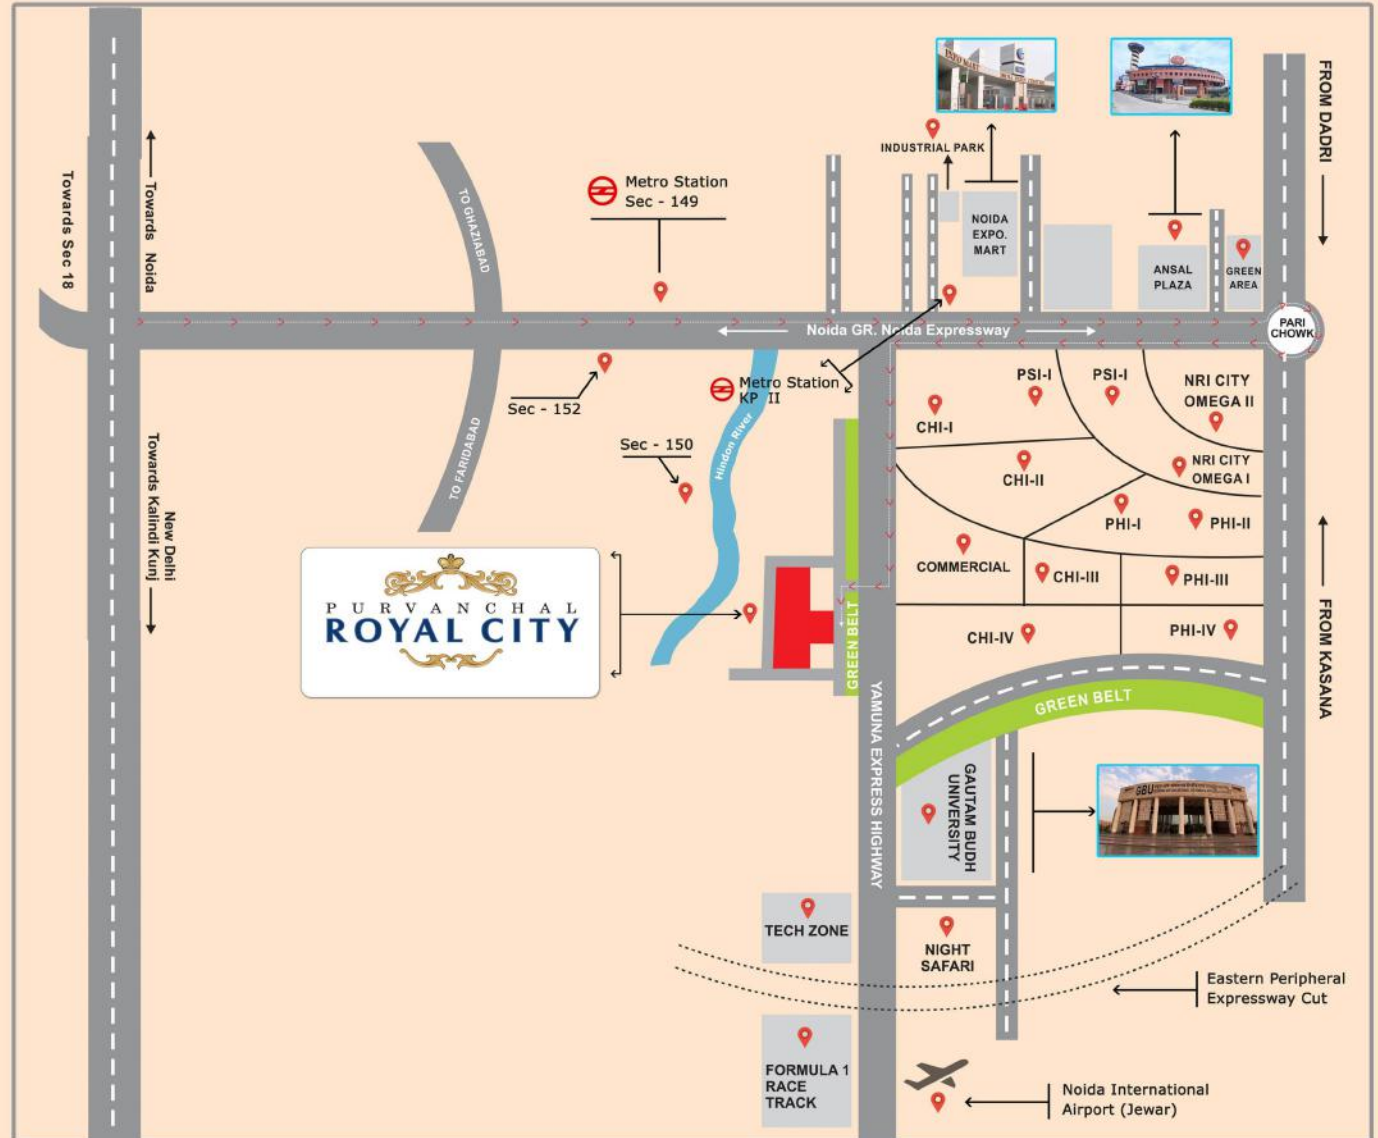 FROM DADRI
INDUSTRIAL PARK
Towards Sec 18
Towards Noida
TO GHAZIABAD
Metro Station
Sec - 149
NOIDA
EXPO.
MART
ANSAL
PLAZA
GREEN
AREA
Noida GR. Noida Expressway
PARI
CHOWK
Metro Station
KP II
Sec - 152
Sec - 150
TO FARIDABAD
Hindon River
CHI-I
PSI-I
PSI-I
NRI CITY
OMEGA II
CHI-II
NRI CITY
OMEGA I
PHI-I
PHI-II
COMMERCIAL
CHI-III
PHI-III
CHI-IV
PHI-IV
New Delhi
Towards Kalindi Kunj
PURVANCHAL
ROYAL CITY
GREEN BELT
FROM KASANA
YAMUNA EXPRESS HIGHWAY
GREEN BELT
GAUTAM BUDH
UNIVERSITY
GBU
TECH ZONE
NIGHT
SAFARI
Eastern Peripheral
Expressway Cut
FORMULA 1
RACE
TRACK
Noida International
Airport (Jewar)